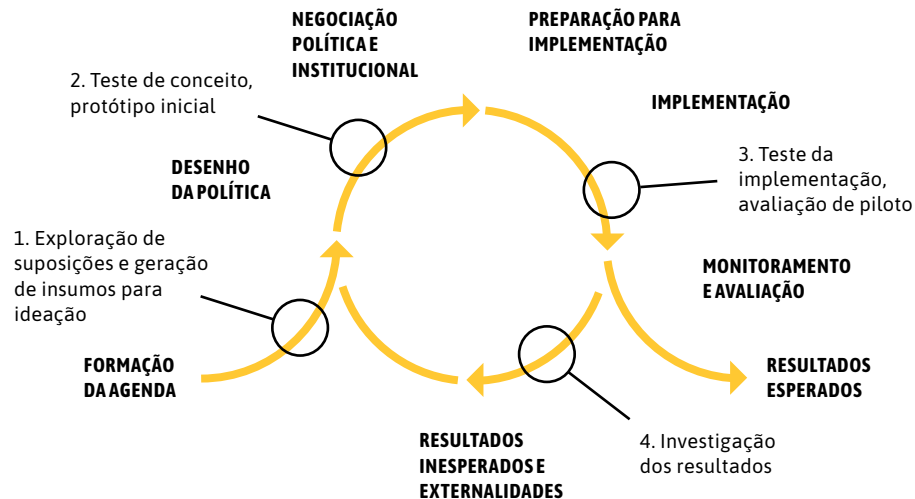 NEGOCIAÇÃO
POLÍTICA E
INSTITUCIONAL
PREPARAÇÃO PARA
IMPLEMENTAÇÃO
2. Teste de conceito,
protótipo inicial
IMPLEMENTAÇÃO
DESENHO
DA POLÍTICA
3. Teste da
implementação,
avaliação de piloto
1. Exploração de
suposições e geração
de insumos para
ideação
MONITORAMENTO
E AVALIAÇÃO
FORMAÇÃO
DA AGENDA
RESULTADOS
ESPERADOS
RESULTADOS
INESPERADOS E
EXTERNALIDADES
4. Investigação
dos resultados